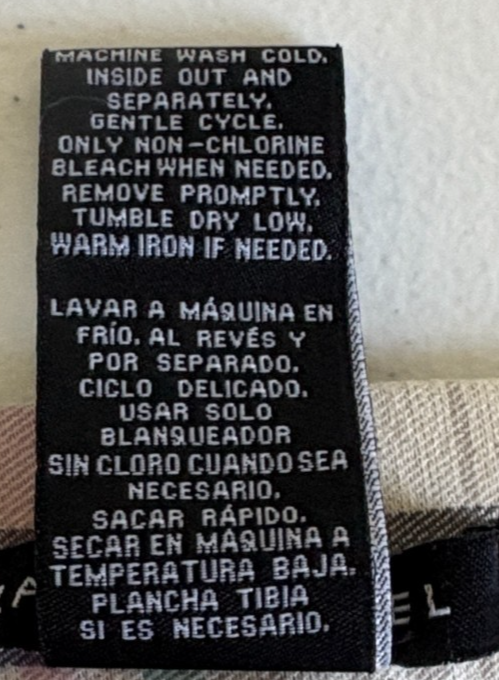 MACHINE WASH COLD.
INSIDE OUT AND
SEPARATELY.
GENTLE CYCLE.
ONLY NON-CHLORINE
BLEACH WHEN NEEDED.
REMOVE PROMPTLY.
TUMBLE DRY LOW.
WARM IRON IF NEEDED.
LAVAR A MÁQUINA EN
FRÍO. AL REVÉS Y
POR SEPARADO.
CICLO DELICADO.
USAR SOLO
BLANQUEADOR
SIN CLORO CUANDO SEA
NECESARIO.
SACAR RÁPIDO.
SECAR EN MÁQUINA A
TEMPERATURA BAJA.
PLANCHA TIBIA
SI ES NECESARIO.